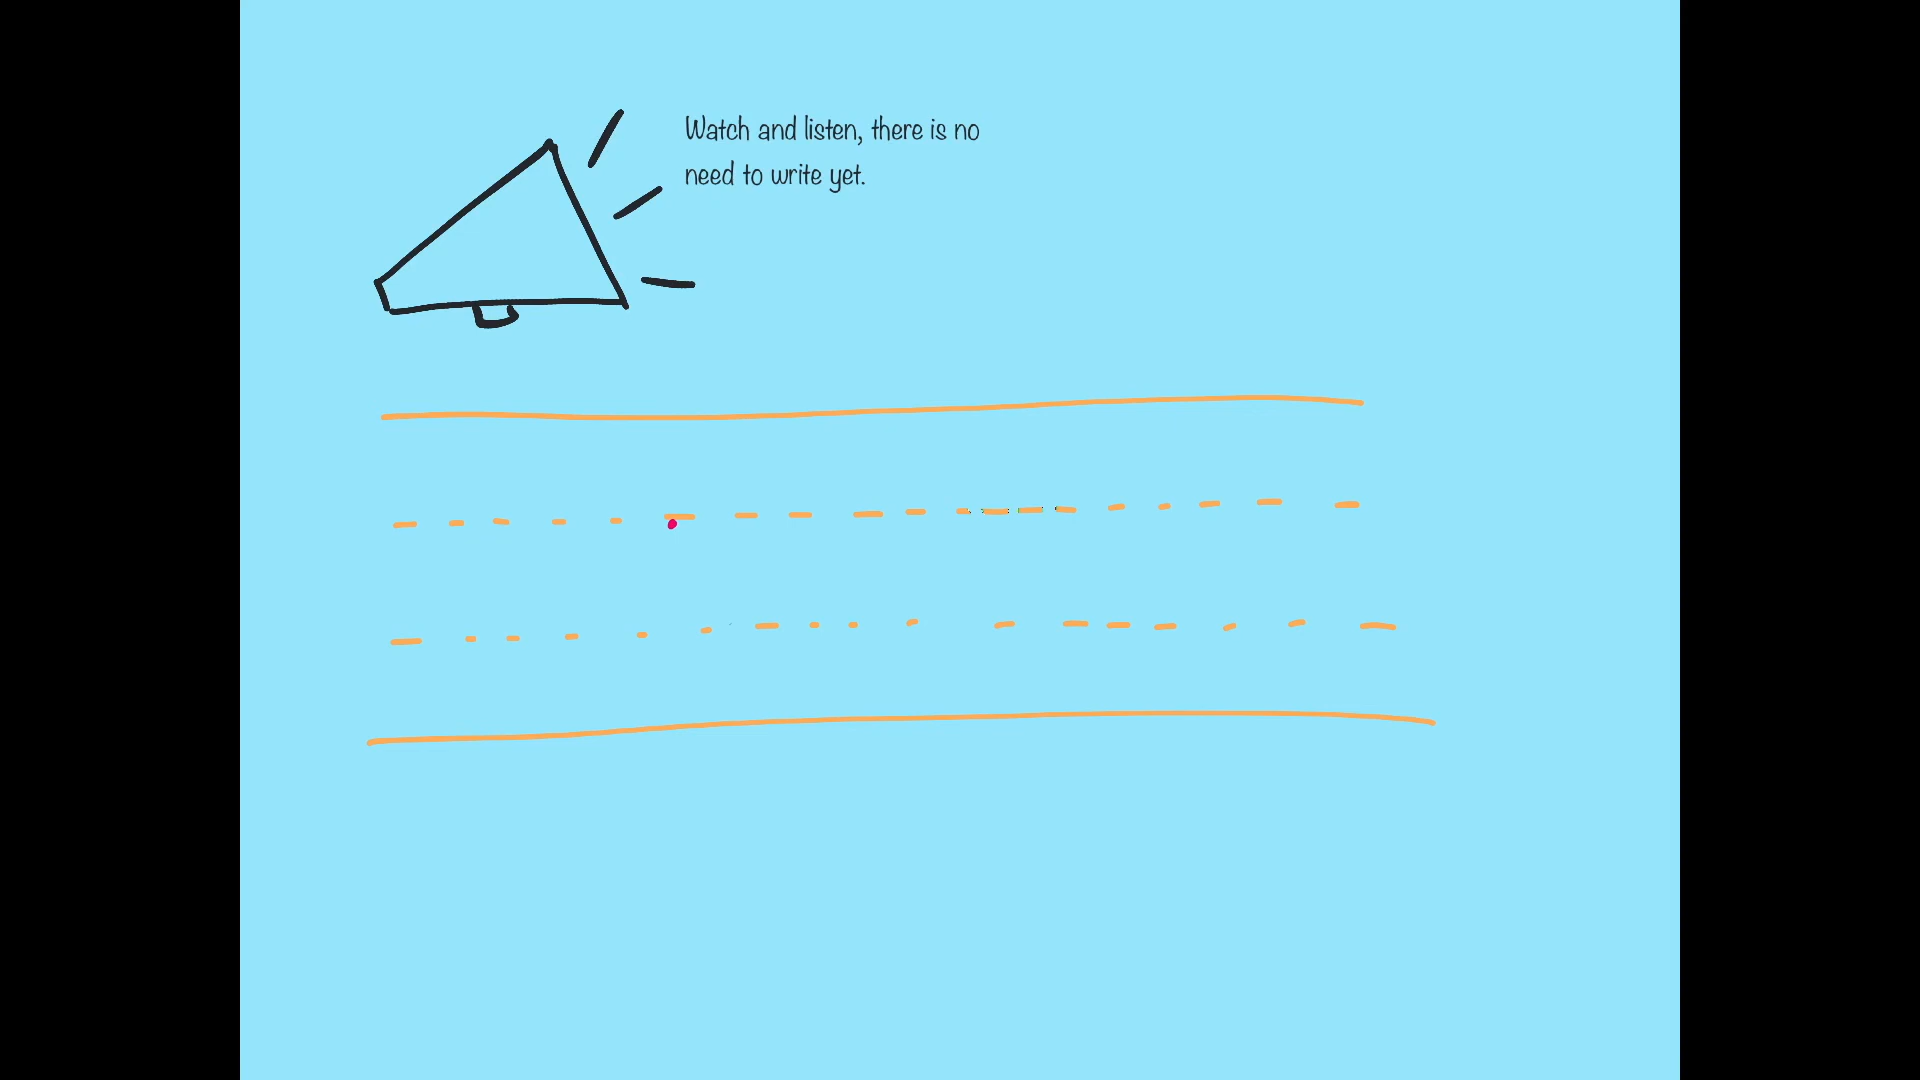 Watch and listen, there is no
need to write yet.